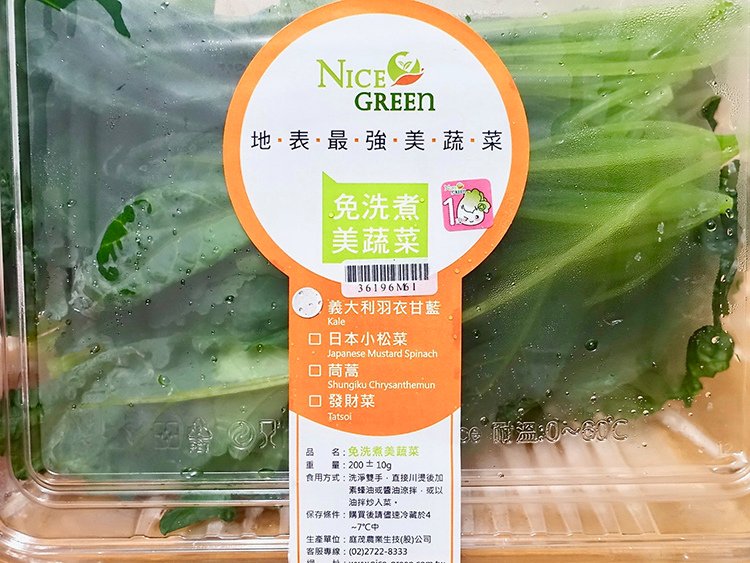 NICE
GREEN
地·表·最·強·美·蔬·菜
免洗煮
美蔬菜
Nice
GREEN
1
36196M61
義大利羽衣甘藍
Kale
□ 日本小松菜
Japanese Mustard Spinach
□ 茼蒿
Shungiku Chrysanthemun
□ 發財菜
Tatsoi
耐溫:0~60℃
品　名：免洗煮美蔬菜
重　量：200 ± 10g
食用方式：洗淨雙手，直接川燙後加
素蠔油或醬油涼拌，或以
油拌炒入菜。
保存條件：購買後請儘速冷藏於4
~7℃中
生產單位：庭茂農業生技(股)公司
客服專線：(02)2722-8333